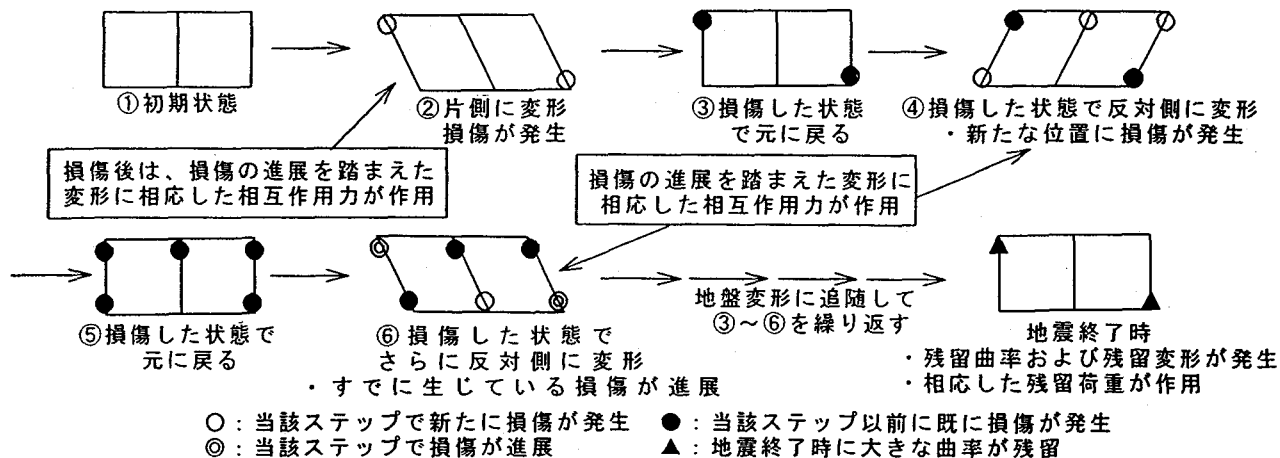 ①初期状態
②片側に変形
損傷が発生
③損傷した状態
で元に戻る
④損傷した状態で反対側に変形
・新たな位置に損傷が発生
損傷後は、損傷の進展を踏まえた
変形に相応した相互作用力が作用
損傷の進展を踏まえた変形に
相応した相互作用力が作用
⑤損傷した状態で
元に戻る
⑥損傷した状態で
さらに反対側に変形
・すでに生じている損傷が進展
地盤変形に追随して
③～⑥を繰り返す
地震終了時
・残留曲率および残留変形が発生
・相応した残留荷重が作用
○：当該ステップで新たに損傷が発生
●：当該ステップ以前に既に損傷が発生
◎：当該ステップで損傷が進展
▲：地震終了時に大きな曲率が残留